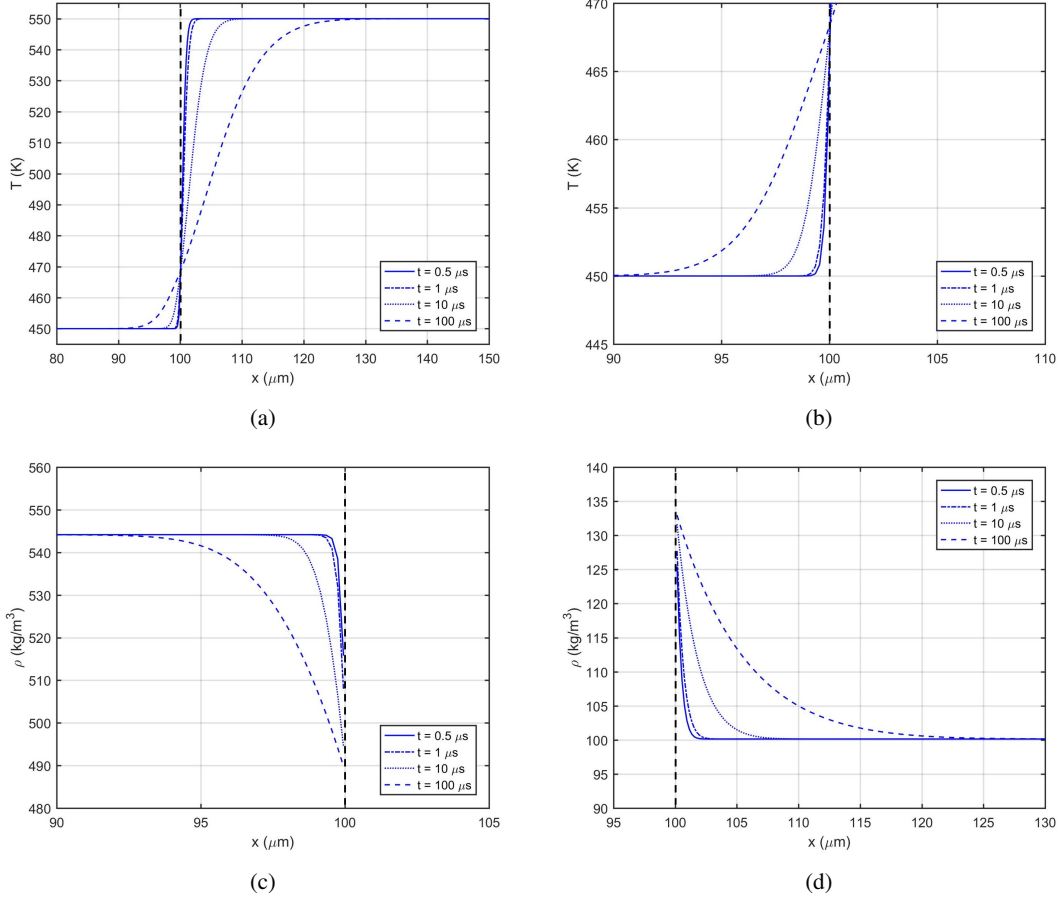 550
540
530
520
510
500
490
480
470
460
450
440
T (K)
80 90 100 110 120 130 140 150
x (μm)
t = 0.5 μs
t = 1 μs
t = 10 μs
t = 100 μs
(a)
470
465
460
455
450
445
T (K)
90 95 100 105 110
x (μm)
t = 0.5 μs
t = 1 μs
t = 10 μs
t = 100 μs
(b)
560
550
540
530
520
510
500
490
480
ρ (kg/m³)
90 95 100 105
x (μm)
t = 0.5 μs
t = 1 μs
t = 10 μs
t = 100 μs
(c)
140
135
130
125
120
115
110
105
100
95
90
ρ (kg/m³)
95 100 105 110 115 120 125 130
x (μm)
t = 0.5 μs
t = 1 μs
t = 10 μs
t = 100 μs
(d)